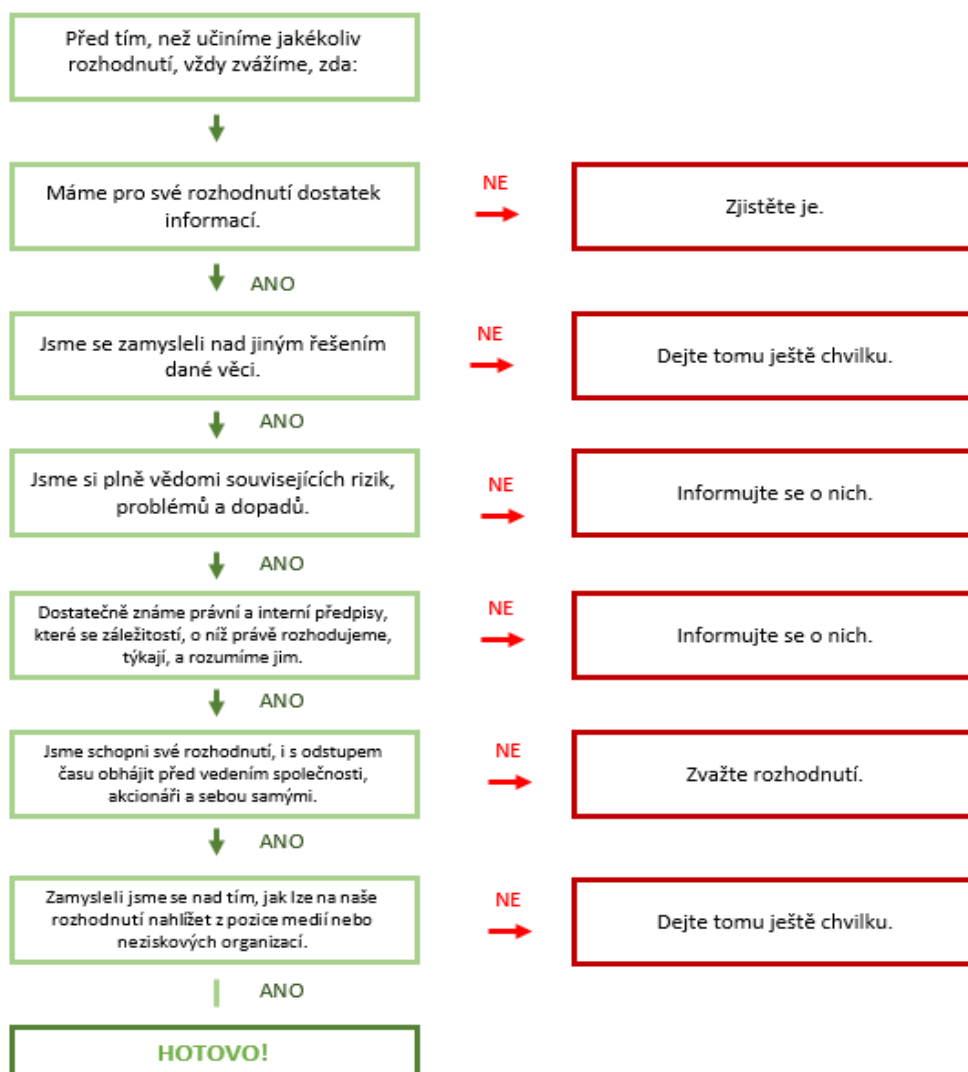 Před tím, než učiníme jakékoliv
rozhodnutí, vždy zvážíme, zda:
Máme pro své rozhodnutí dostatek
informací.
NE
Zjistěte je.
ANO
Jsme se zamysleli nad jiným řešením
dané věci.
NE
Dejte tomu ještě chvilku.
ANO
Jsme si plně vědomi souvisejících rizik,
problémů a dopadů.
NE
Informujte se o nich.
ANO
Dostatečně známe právní a interní předpisy,
které se záležitostí, o níž právě rozhodujeme,
týkají, a rozumíme jim.
NE
Informujte se o nich.
ANO
Jsme schopni své rozhodnutí, i s odstupem
času obhájit před vedením společnosti,
akcionáři a sebou samými.
NE
Zvažte rozhodnutí.
ANO
Zamysleli jsme se nad tím, jak lze na naše
rozhodnutí nahlížet z pozice medií nebo
neziskových organizací.
NE
Dejte tomu ještě chvilku.
ANO
HOTOVO!